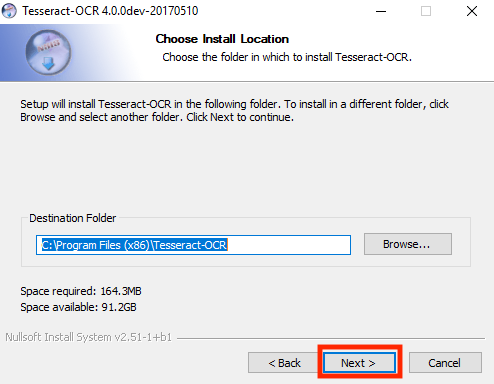 Tesseract-OCR 4.0.0dev-20170510
Choose Install Location
Choose the folder in which to install Tesseract-OCR.
Setup will install Tesseract-OCR in the following folder. To install in a different folder, click
Browse and select another folder. Click Next to continue.
Destination Folder
C:\Program Files (x86)\Tesseract-OCR
Browse...
Space required: 164.3MB
Space available: 91.2GB
Nullsoft Install System v2.51-1+b1
< Back
Next >
Cancel